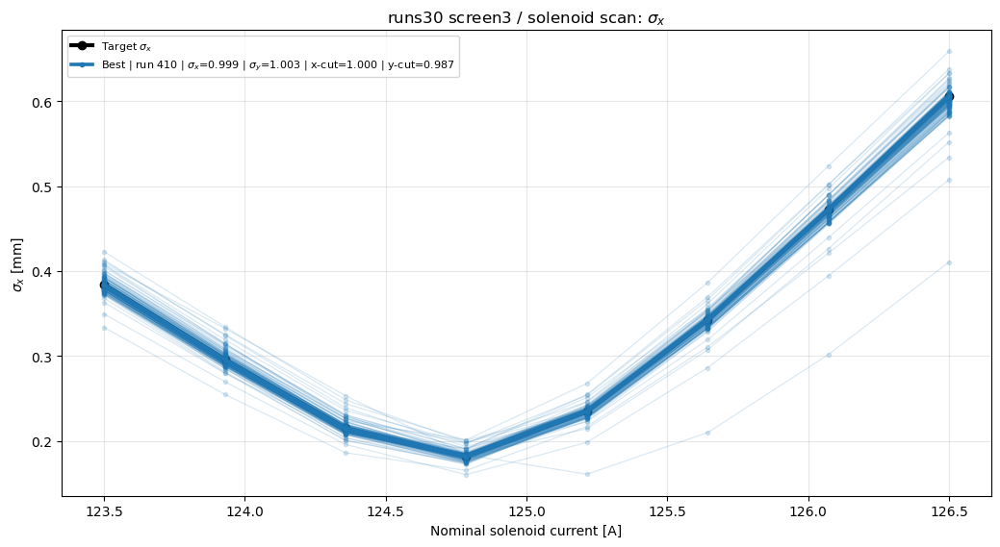 runs30 screen3 / solenoid scan: σₓ
Target σₓ
Best | run 410 | σₓ=0.999 | σᵧ=1.003 | x-cut=1.000 | y-cut=0.987
0.6
0.5
0.4
0.3
0.2
σₓ [mm]
123.5 124.0 124.5 125.0 125.5 126.0 126.5
Nominal solenoid current [A]